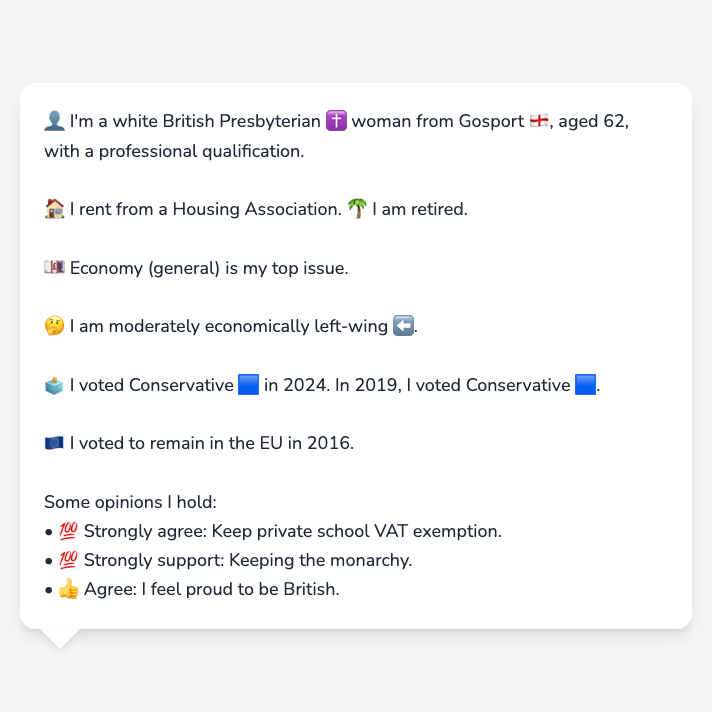 👤 I'm a white British Presbyterian ✝️ woman from Gosport 🏴󠁧󠁢󠁥󠁮󠁧󠁿, aged 62,
with a professional qualification.
🏠 I rent from a Housing Association. 🌴 I am retired.
💷 Economy (general) is my top issue.
🤔 I am moderately economically left-wing ⬅️.
🗳️ I voted Conservative 🟦 in 2024. In 2019, I voted Conservative 🟦.
🇪🇺 I voted to remain in the EU in 2016.
Some opinions I hold:
• 💯 Strongly agree: Keep private school VAT exemption.
• 💯 Strongly support: Keeping the monarchy.
• 👍 Agree: I feel proud to be British.